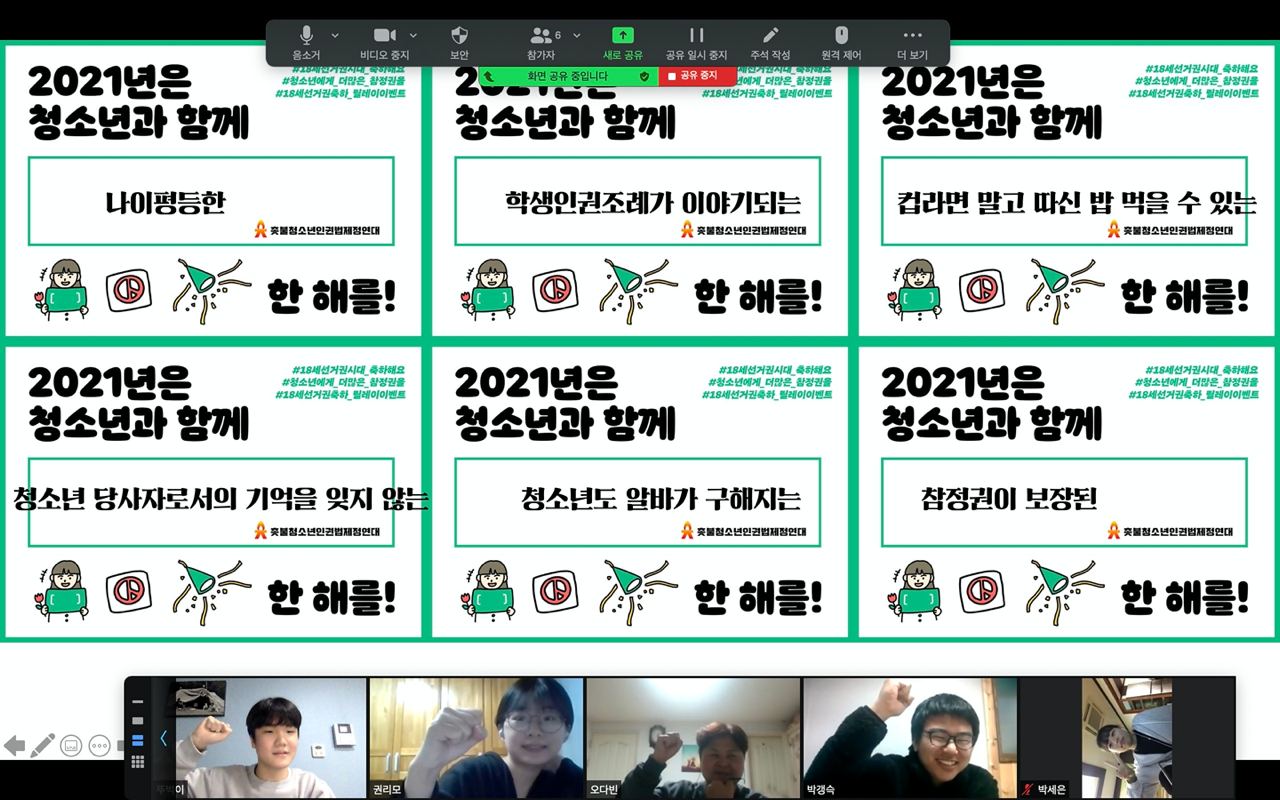 음소거
비디오 중지
보안
참가자
6
새로 공유
공유 일시 중지
주석 작성
원격 제어
더 보기
화면 공유 중입니다
공유 중지
2021년은
청소년과 함께
#18세선거권시대_축하해요
#청소년에게_더많은_참정권을
#18세선거권축하_릴레이이벤트
나이평등한
촛불청소년인권법제정연대
한 해를!
2021년은
청소년과 함께
#18세선거권축하_릴레이이벤트
학생인권조례가 이야기되는
촛불청소년인권법제정연대
한 해를!
2021년은
청소년과 함께
#18세선거권시대_축하해요
#청소년에게_더많은_참정권을
#18세선거권축하_릴레이이벤트
컵라면 말고 따신 밥 먹을 수 있는
촛불청소년인권법제정연대
한 해를!
2021년은
청소년과 함께
#18세선거권시대_축하해요
#청소년에게_더많은_참정권을
#18세선거권축하_릴레이이벤트
청소년 당사자로서의 기억을 잊지 않는
촛불청소년인권법제정연대
한 해를!
2021년은
청소년과 함께
#18세선거권시대_축하해요
#청소년에게_더많은_참정권을
#18세선거권축하_릴레이이벤트
청소년도 알바가 구해지는
촛불청소년인권법제정연대
한 해를!
2021년은
청소년과 함께
#18세선거권시대_축하해요
#청소년에게_더많은_참정권을
#18세선거권축하_릴레이이벤트
참정권이 보장된
촛불청소년인권법제정연대
한 해를!
권리모
오다빈
박갱숙
박세은